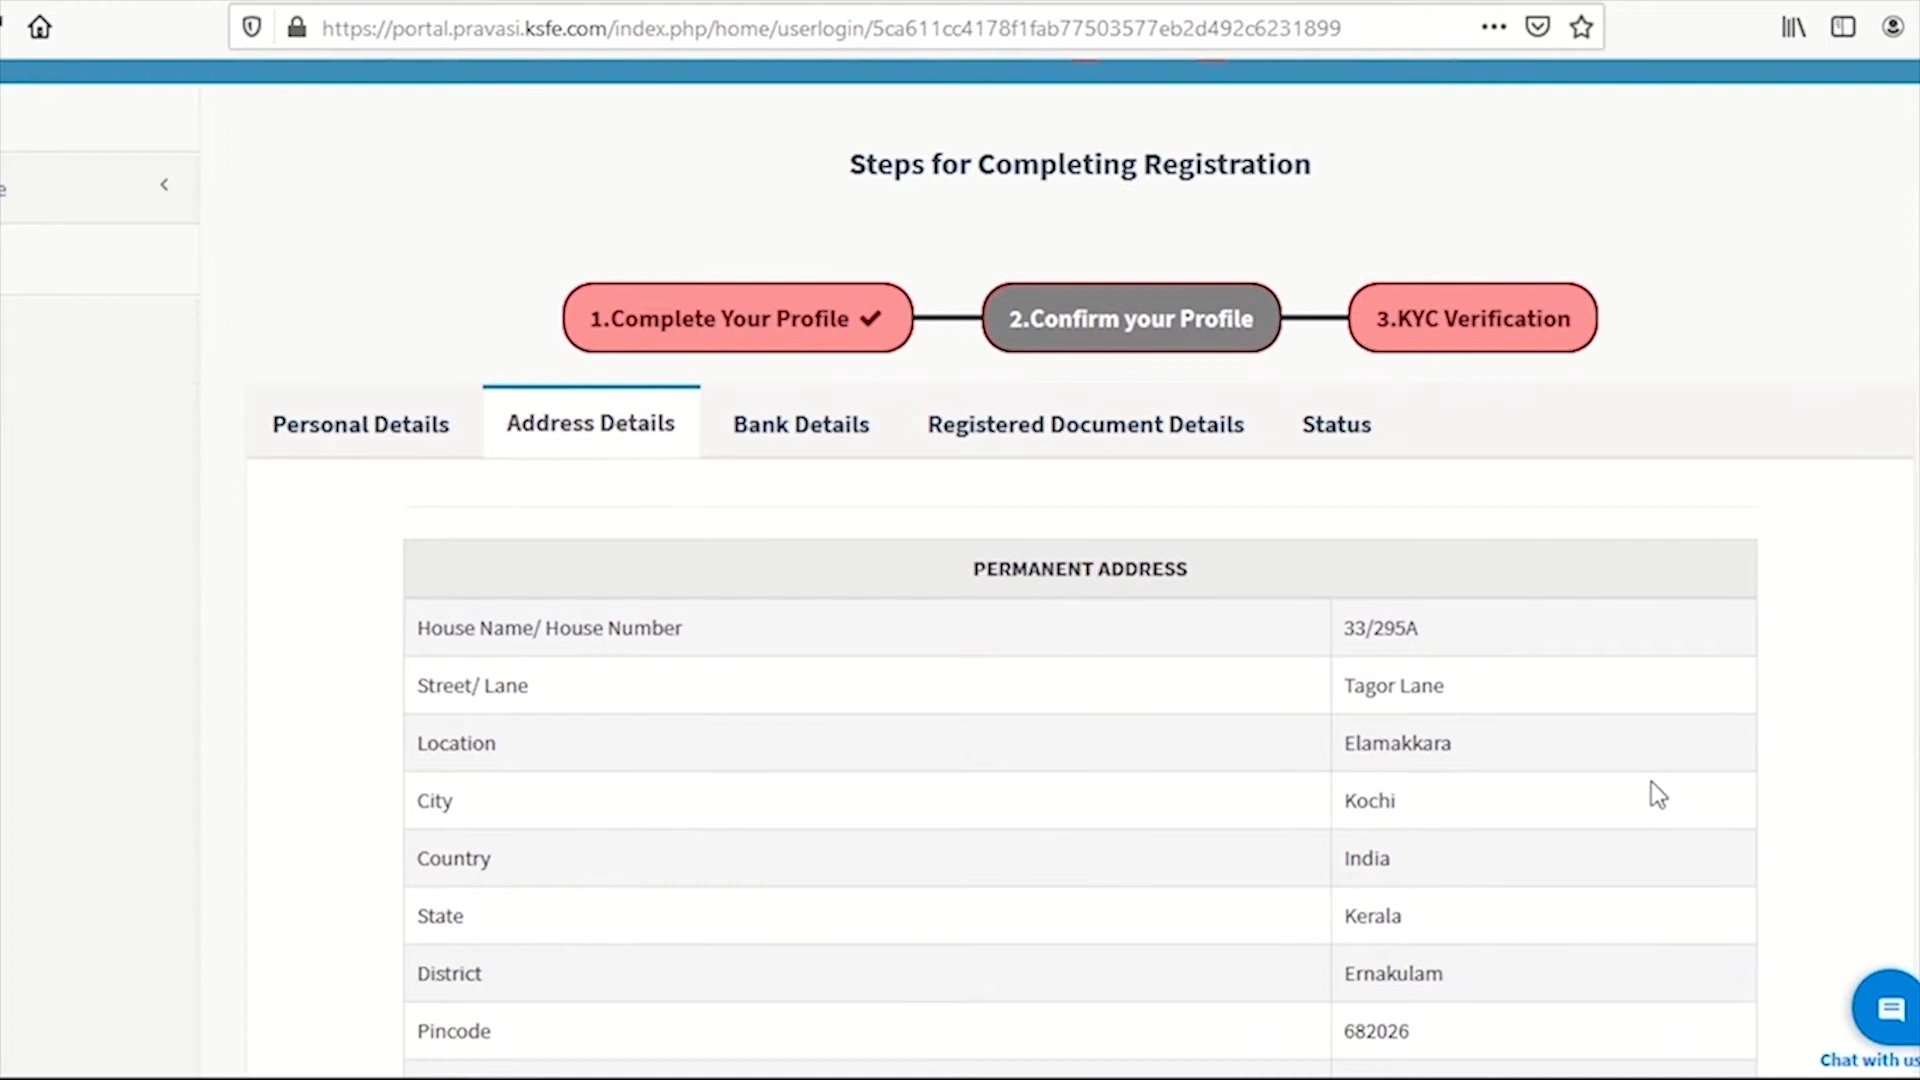 https://portal.pravasi.ksfe.com/index.php/home/userlogin/5ca611cc4178f1fab77503577eb2d492c6231899
Steps for Completing Registration
1.Complete Your Profile ✔ 2.Confirm your Profile 3.KYC Verification
Personal Details Address Details Bank Details Registered Document Details Status
PERMANENT ADDRESS
House Name/ House Number 33/295A
Street/ Lane Tagor Lane
Location Elamakkara
City Kochi
Country India
State Kerala
District Ernakulam
Pincode 682026
Chat with us